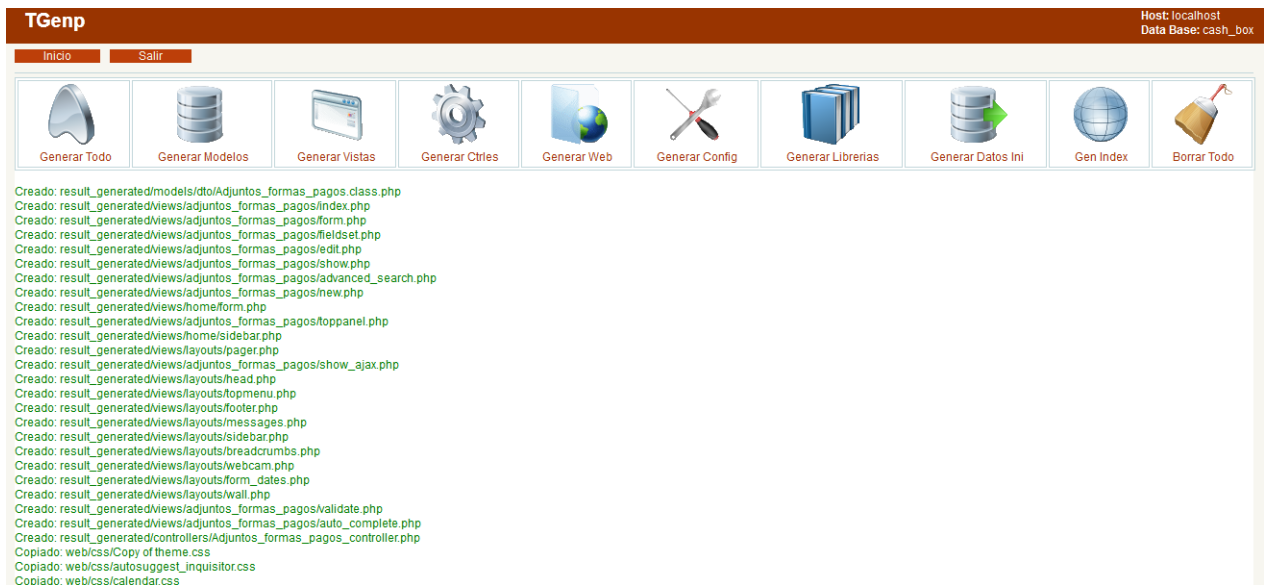 TGenp
Host: localhost
Data Base: cash_box
Inicio
Salir
Generar Todo
Generar Modelos
Generar Vistas
Generar Ctrles
Generar Web
Generar Config
Generar Librerias
Generar Datos Ini
Gen Index
Borrar Todo
Creado: result_generated/models/dto/Adjuntos_formas_pagos.class.php
Creado: result_generated/views/adjuntos_formas_pagos/index.php
Creado: result_generated/views/adjuntos_formas_pagos/form.php
Creado: result_generated/views/adjuntos_formas_pagos/fieldset.php
Creado: result_generated/views/adjuntos_formas_pagos/edit.php
Creado: result_generated/views/adjuntos_formas_pagos/show.php
Creado: result_generated/views/adjuntos_formas_pagos/advanced_search.php
Creado: result_generated/views/adjuntos_formas_pagos/new.php
Creado: result_generated/views/home/form.php
Creado: result_generated/views/adjuntos_formas_pagos/toppanel.php
Creado: result_generated/views/home/sidebar.php
Creado: result_generated/views/layouts/pager.php
Creado: result_generated/views/adjuntos_formas_pagos/show_ajax.php
Creado: result_generated/views/layouts/head.php
Creado: result_generated/views/layouts/topmenu.php
Creado: result_generated/views/layouts/footer.php
Creado: result_generated/views/layouts/messages.php
Creado: result_generated/views/layouts/sidebar.php
Creado: result_generated/views/layouts/breadcrumbs.php
Creado: result_generated/views/layouts/webcam.php
Creado: result_generated/views/layouts/form_dates.php
Creado: result_generated/views/layouts/wall.php
Creado: result_generated/views/adjuntos_formas_pagos/validate.php
Creado: result_generated/views/adjuntos_formas_pagos/auto_complete.php
Creado: result_generated/controllers/Adjuntos_formas_pagos_controller.php
Copiado: web/css/Copy of theme.css
Copiado: web/css/autosuggest_inquisitor.css
Copiado: web/css/calendar.css